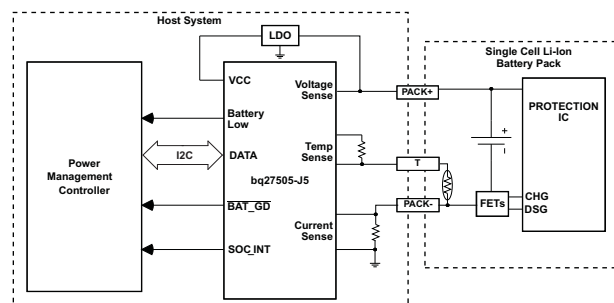 Host System
LDO
Single Cell Li-Ion
Battery Pack
VCC
Voltage
Sense
PACK+
PROTECTION
IC
Battery
Low
Temp
Sense
I2C
DATA
T
Power
Management
Controller
bq27505-J5
BAT_GD
PACK-
FETs
CHG
DSG
Current
Sense
SOC_INT
+